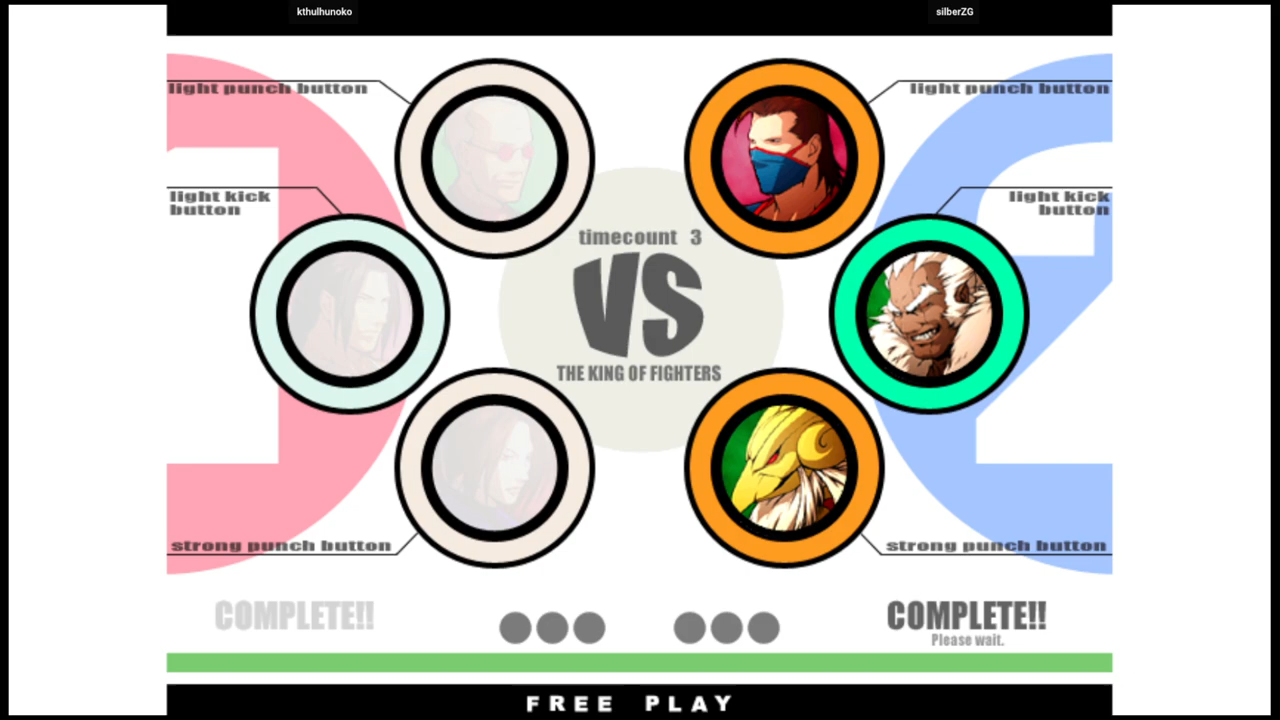 kthulhunoko
silberZG
light punch button
light punch button
light kick
button
light kick
button
timecount 3
VS
THE KING OF FIGHTERS
strong punch button
strong punch button
COMPLETE!!
COMPLETE!!
Please wait.
FREE PLAY